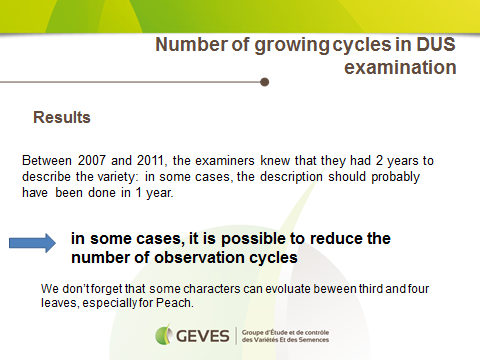 Number of growing cycles in DUS
examination
Results
Between 2007 and 2011, the examiners knew that they had 2 years to
describe the variety: in some cases, the description should probably
have been done in 1 year.
in some cases, it is possible to reduce the
number of observation cycles
We don't forget that some characters can evaluate beween third and four
leaves, especially for Peach.
GEVES
Groupe d'Étude et de contrôle
des Variétés Et des Semences